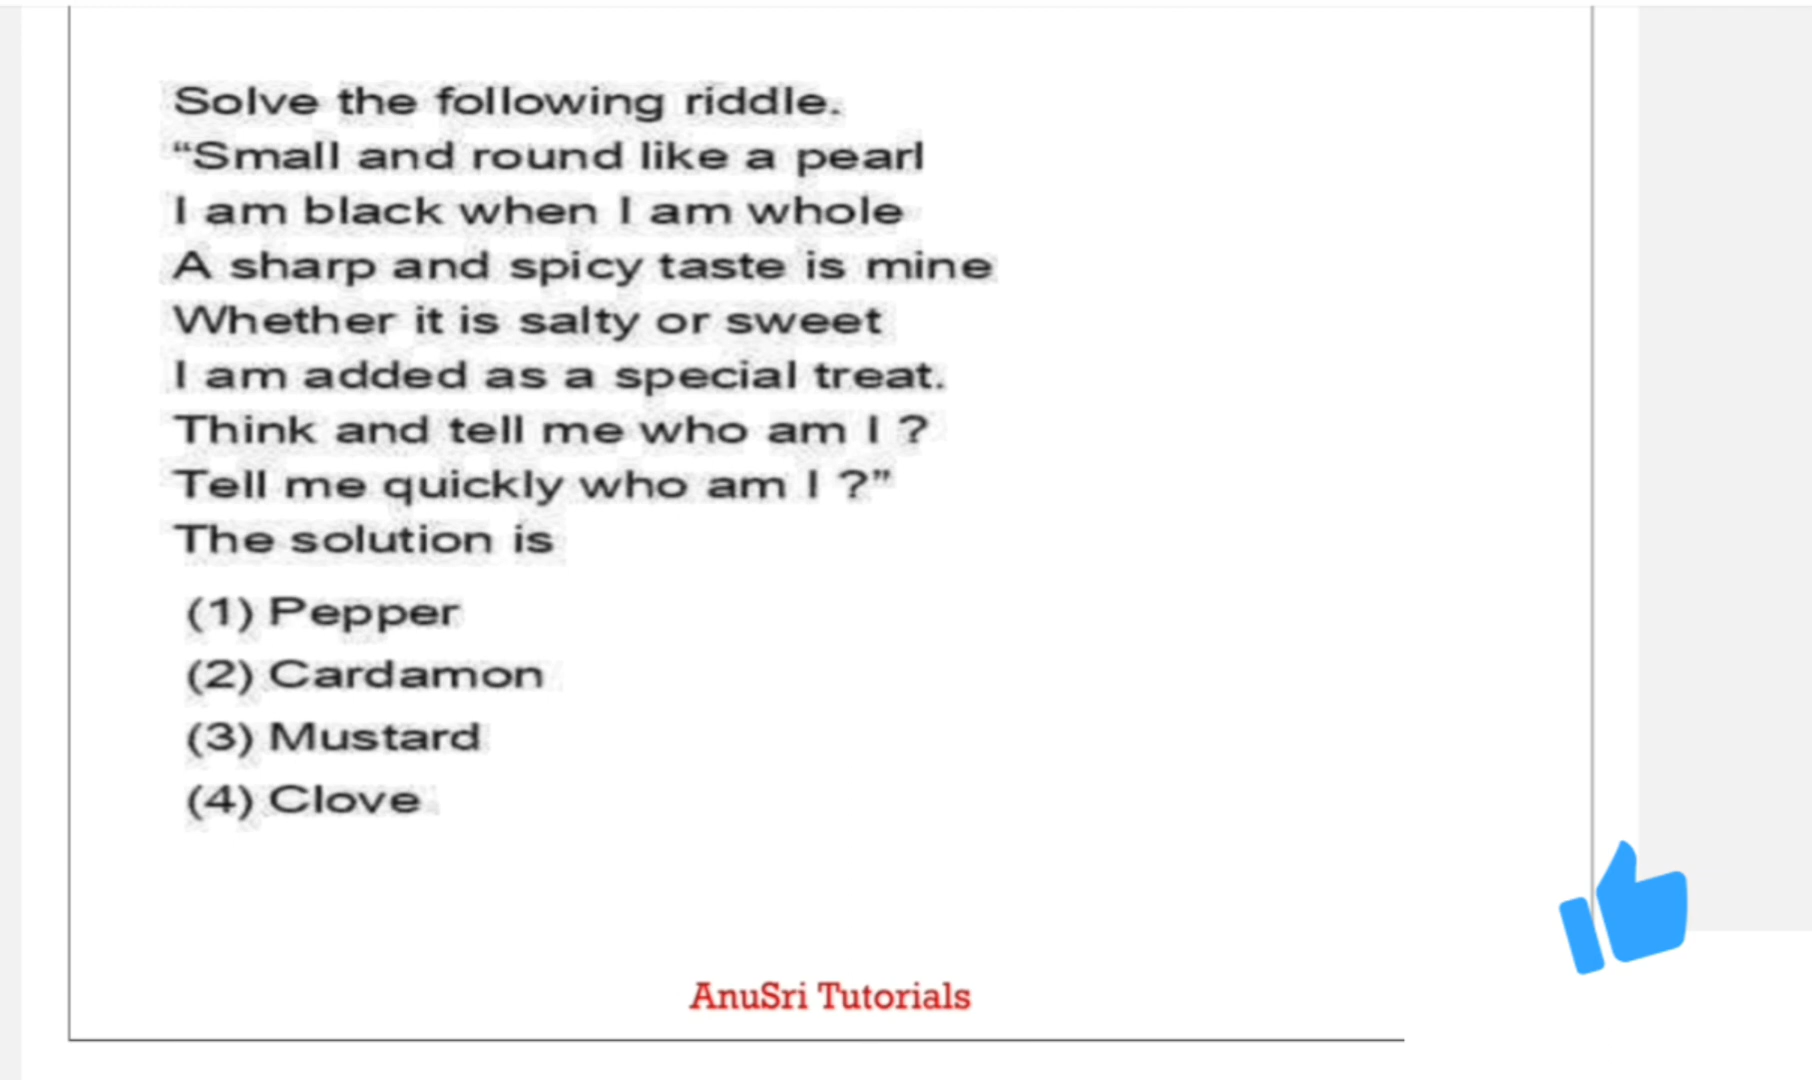 Solve the following riddle.
“Small and round like a pearl
I am black when I am whole
A sharp and spicy taste is mine
Whether it is salty or sweet
I am added as a special treat.
Think and tell me who am I ?
Tell me quickly who am I ?”
The solution is
(1) Pepper
(2) Cardamon
(3) Mustard
(4) Clove
AnuSri Tutorials